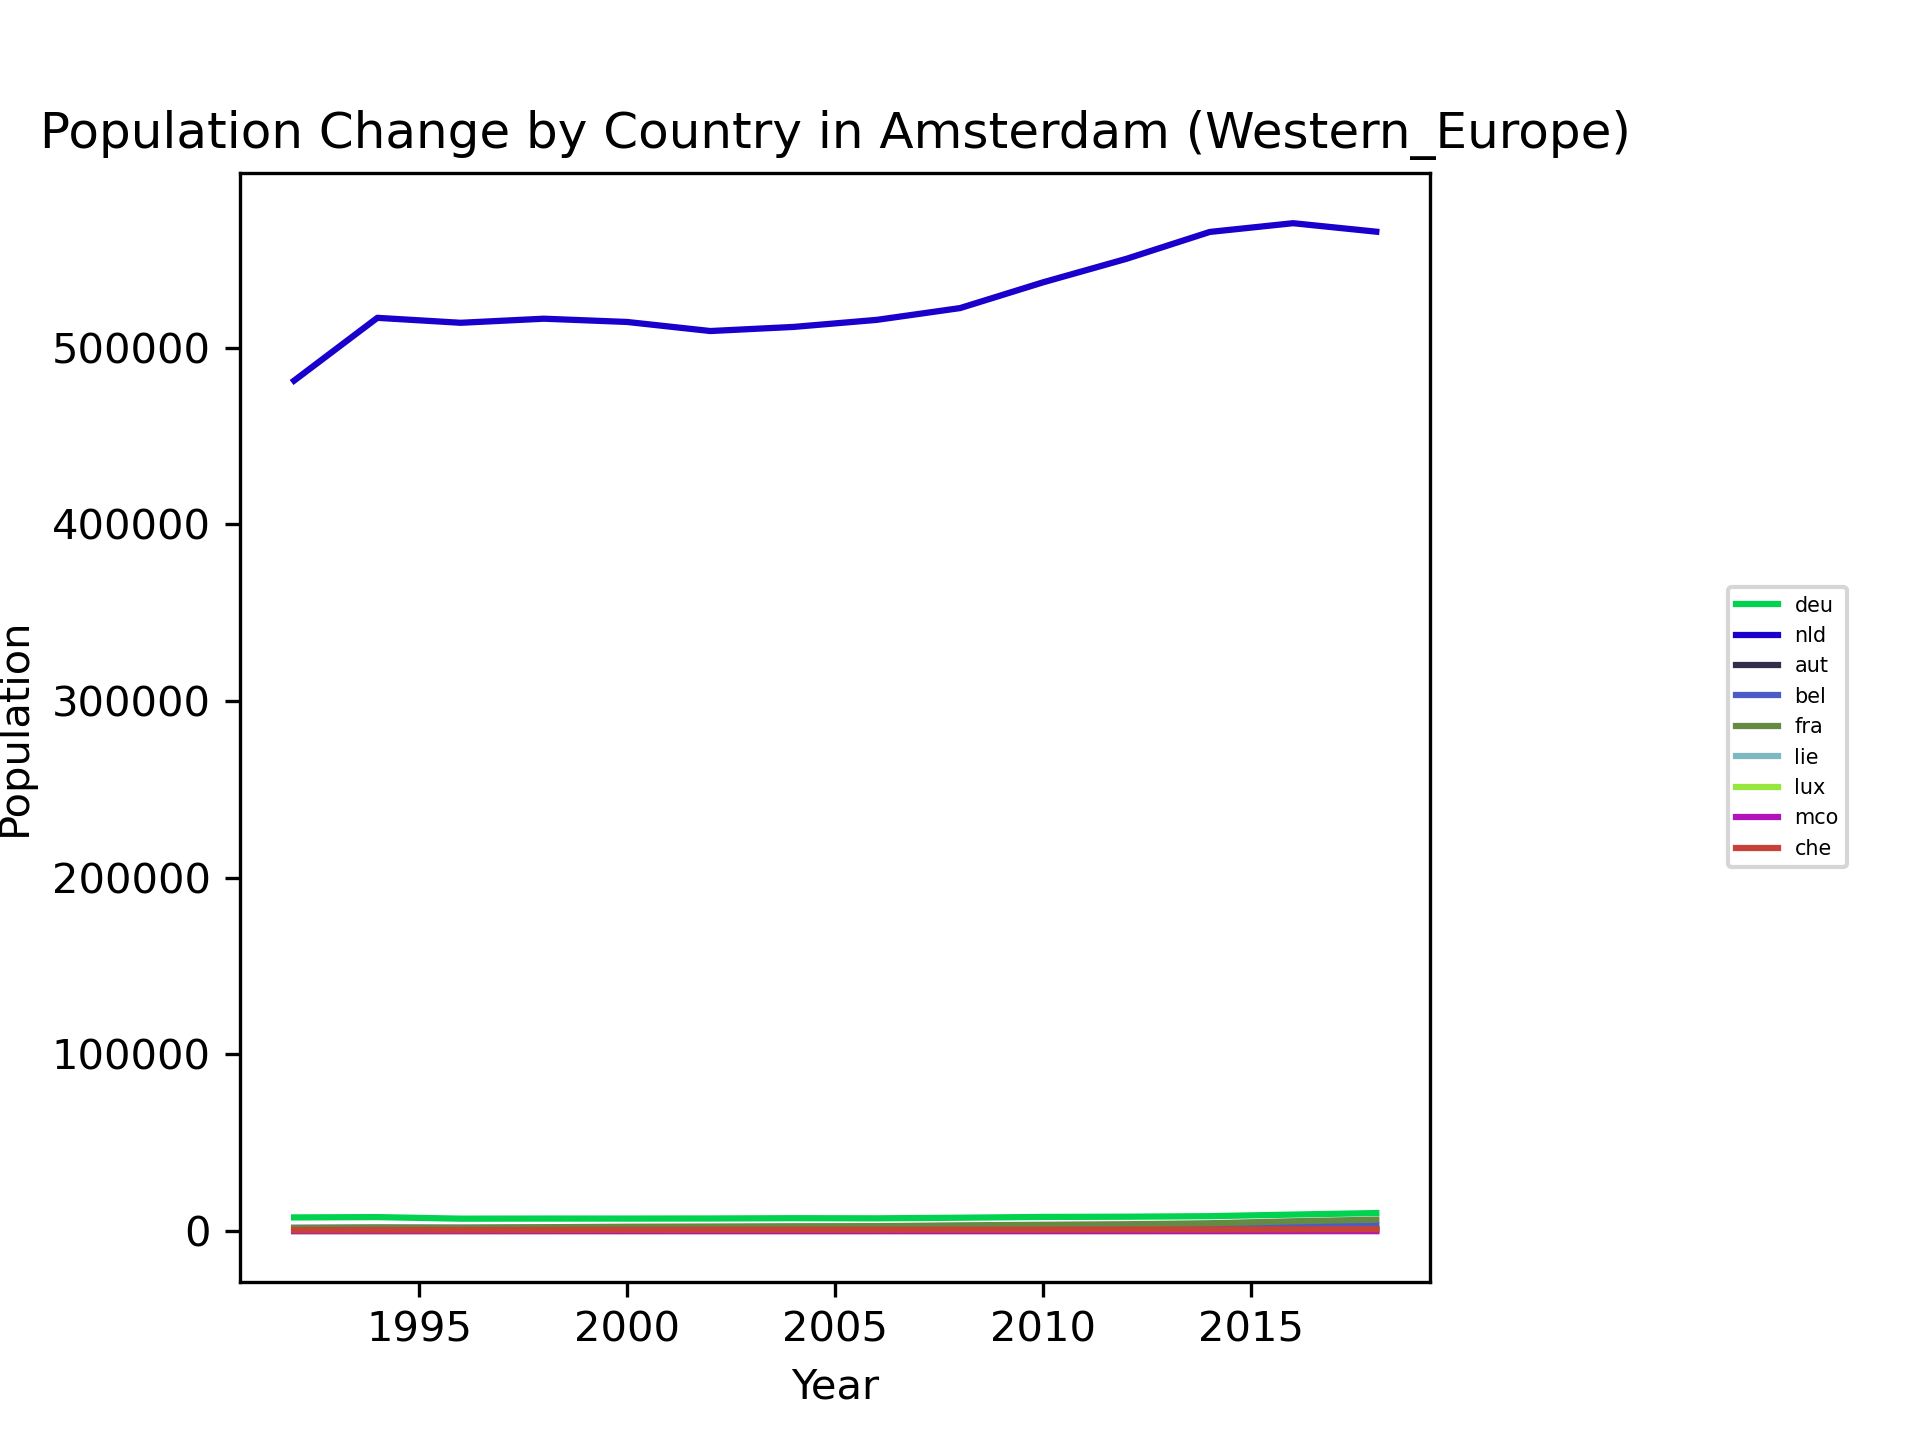 Population Change by Country in Amsterdam (Western_Europe)
Population
500000
400000
300000
200000
100000
0
1995 2000 2005 2010 2015
Year
deu
nld
aut
bel
fra
lie
lux
mco
che